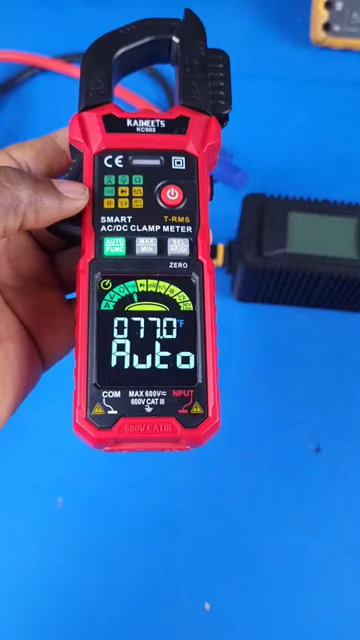 KAIWEETS
KC602
CE
SMART T-RMS
AC/DC CLAMP METER
AUTO FUNC
MAX MIN
SEL
ZERO
077.0 °F
Auto
COM MAX 600V INPUT
600V CAT III
600V CAT III